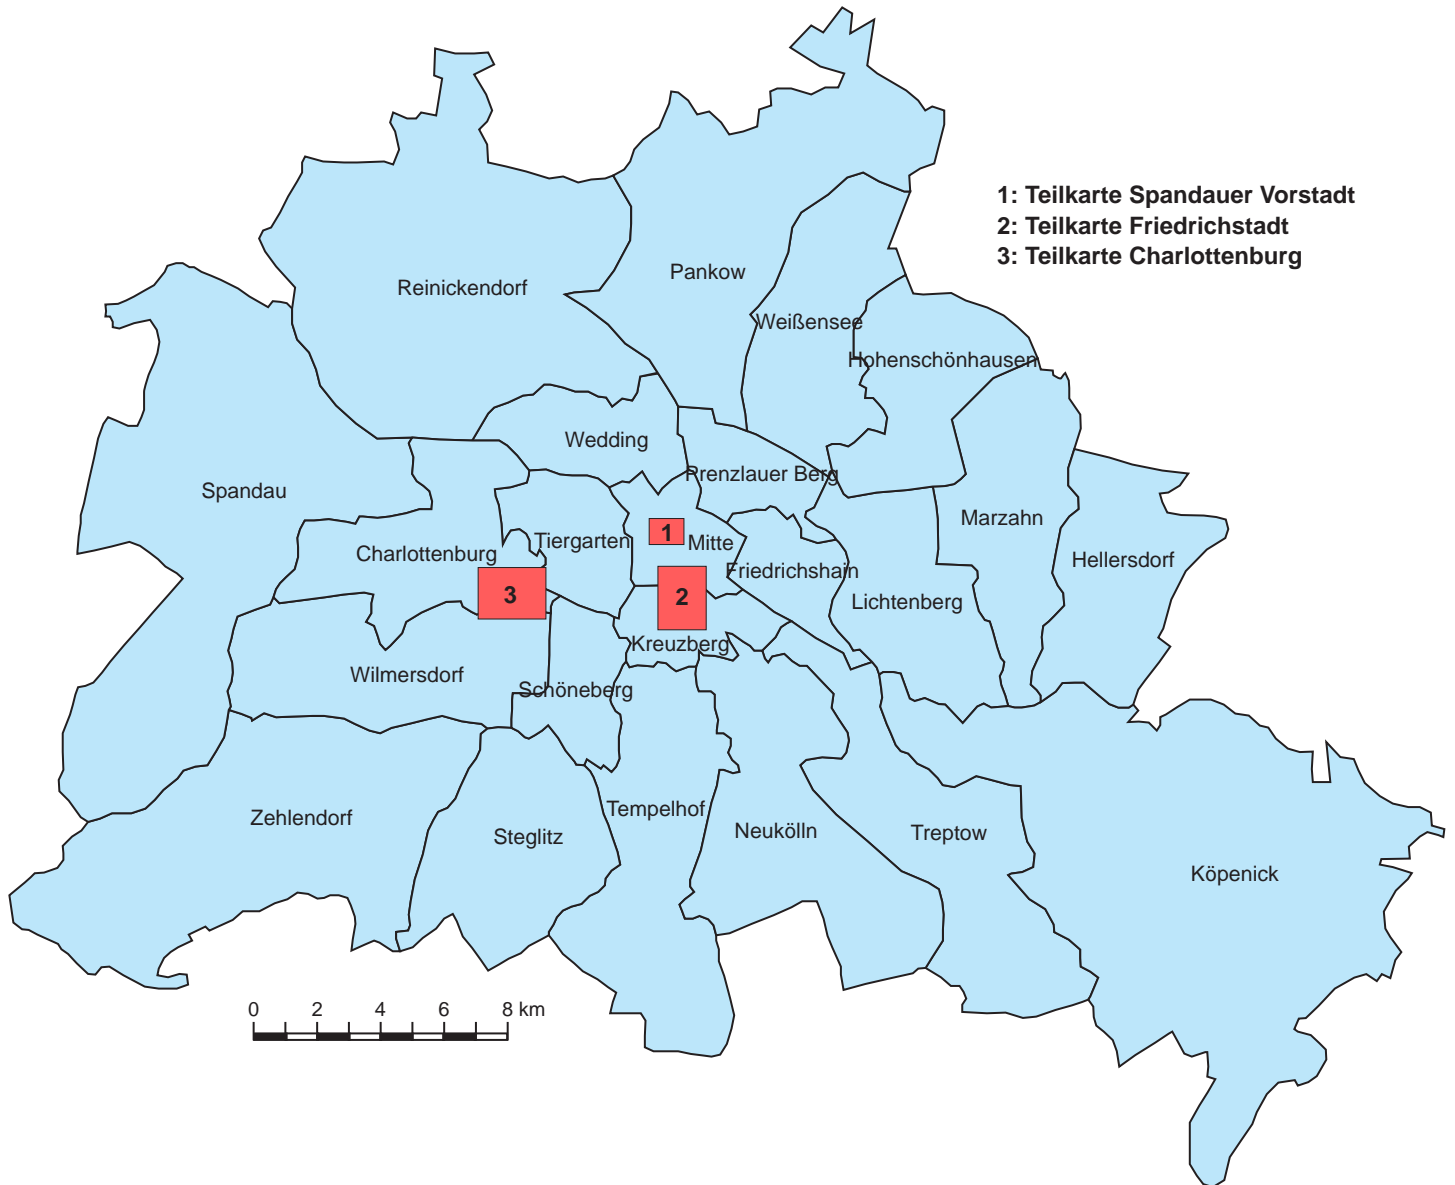 1: Teilkarte Spandauer Vorstadt
2: Teilkarte Friedrichstadt
3: Teilkarte Charlottenburg
Pankow
Reinickendorf
Weißensee
Hohenschönhausen
Wedding
Prenzlauer Berg
Spandau
Marzahn
1
Mitte
Tiergarten
Charlottenburg
Hellersdorf
Friedrichshain
3
2
Lichtenberg
Kreuzberg
Wilmersdorf
Schöneberg
Tempelhof
Zehlendorf
Neukölln
Treptow
Steglitz
Köpenick
0 2 4 6 8 km